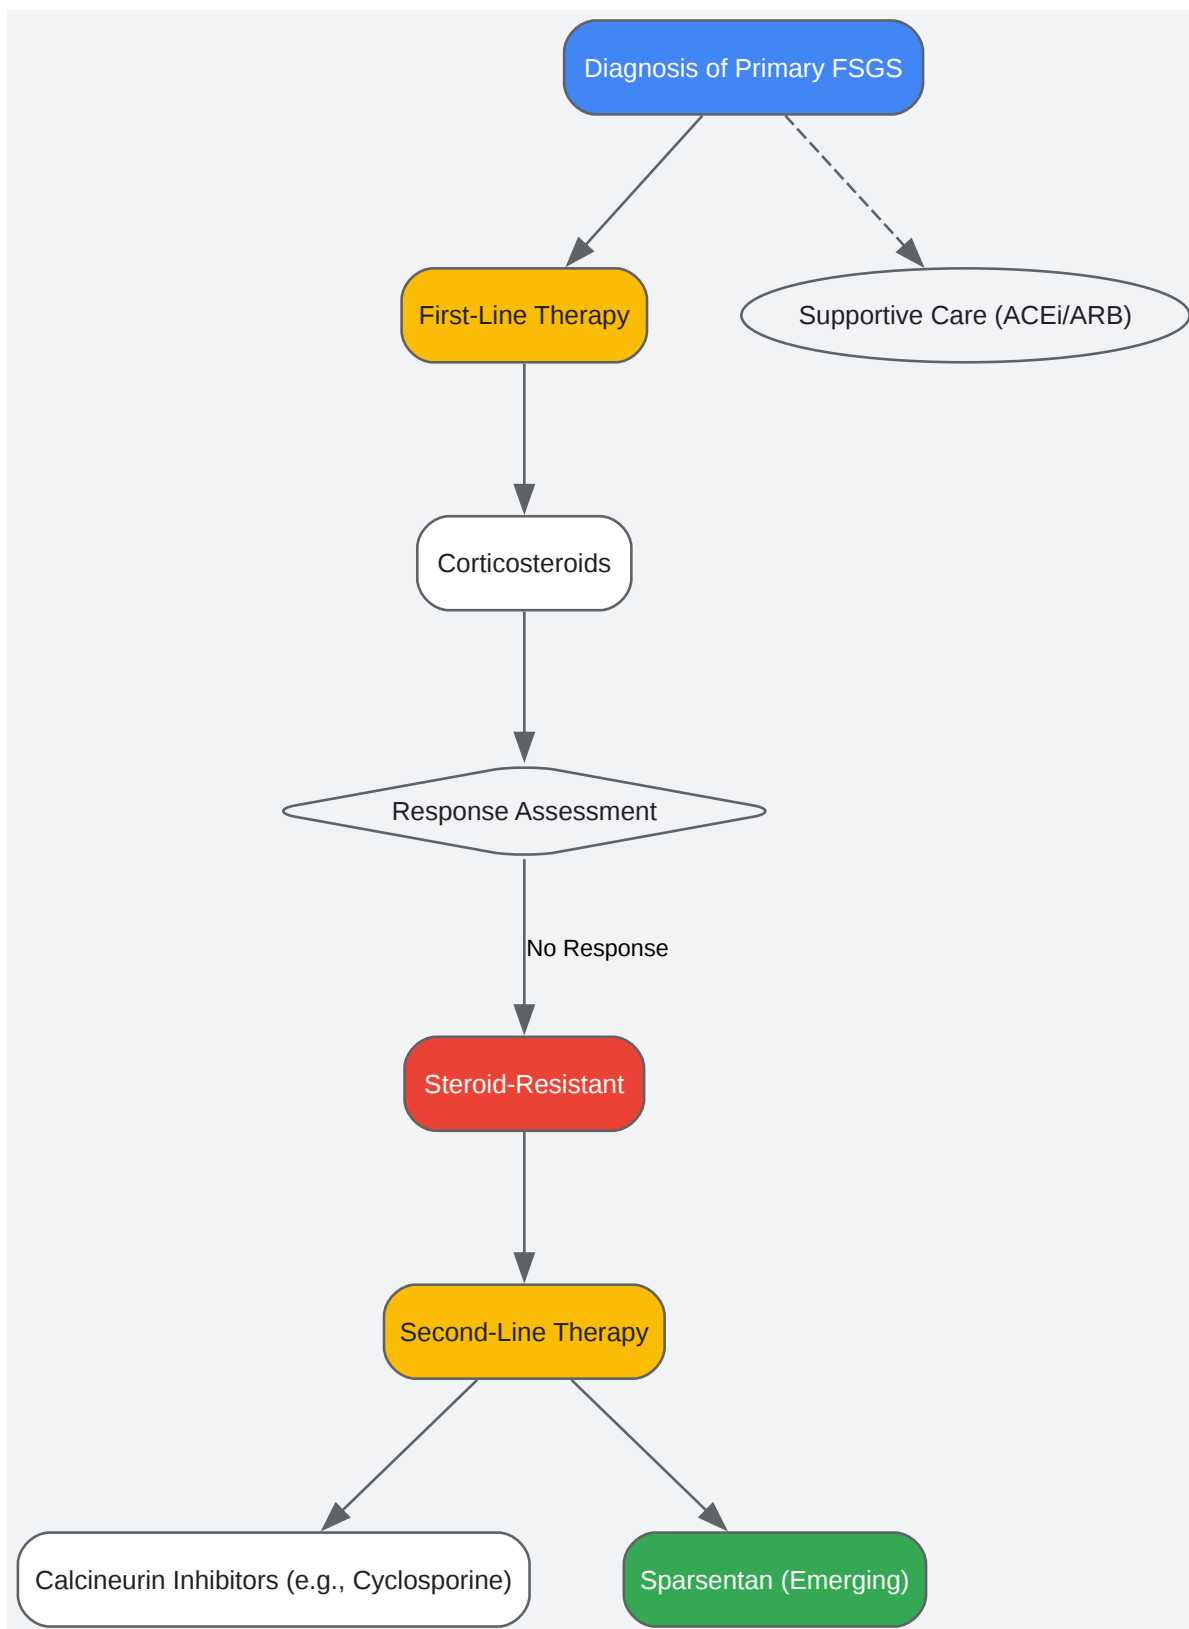 Diagnosis of Primary FSGS
First-Line Therapy
Supportive Care (ACEi/ARB)
Corticosteroids
Response Assessment
No Response
Steroid-Resistant
Second-Line Therapy
Calcineurin Inhibitors (e.g., Cyclosporine)
Sparsentan (Emerging)